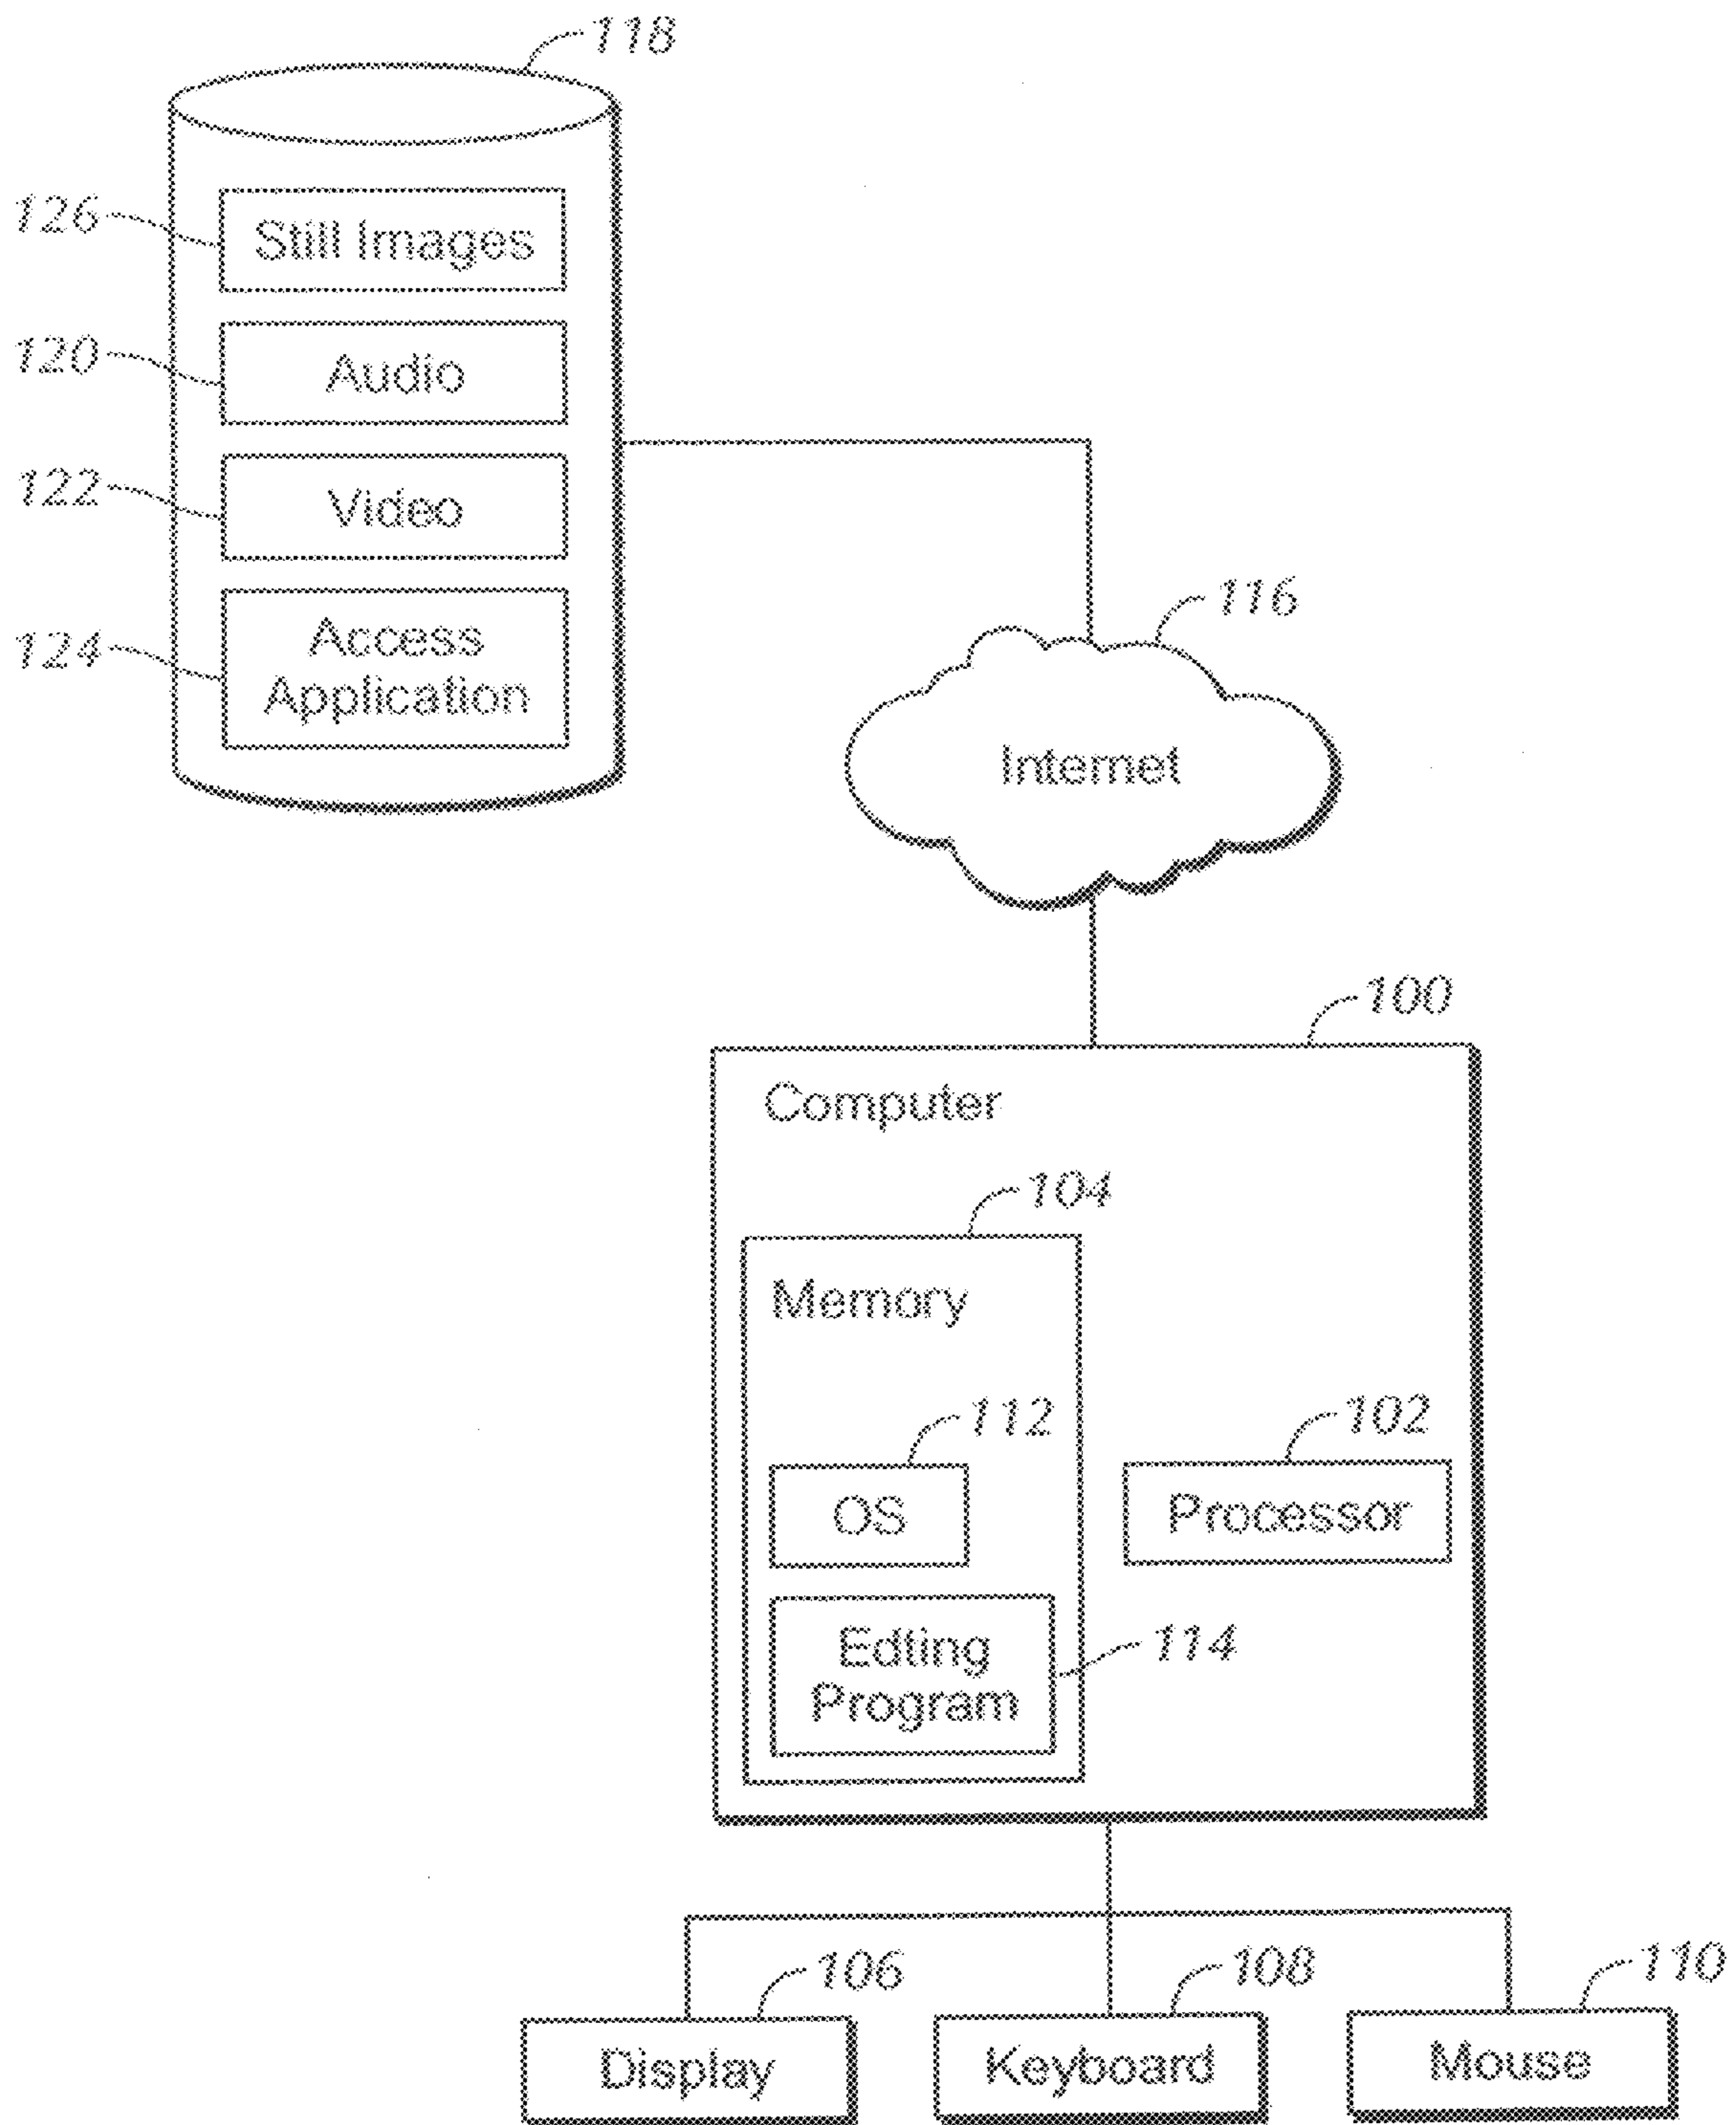 118
126
Still Images
120
Audio
122
Video
124
Access
Application
116
Internet
100
Computer
104
Memory
112
OS
102
Processor
Edting
Program
114
106
Display
108
Keyboard
110
Mouse